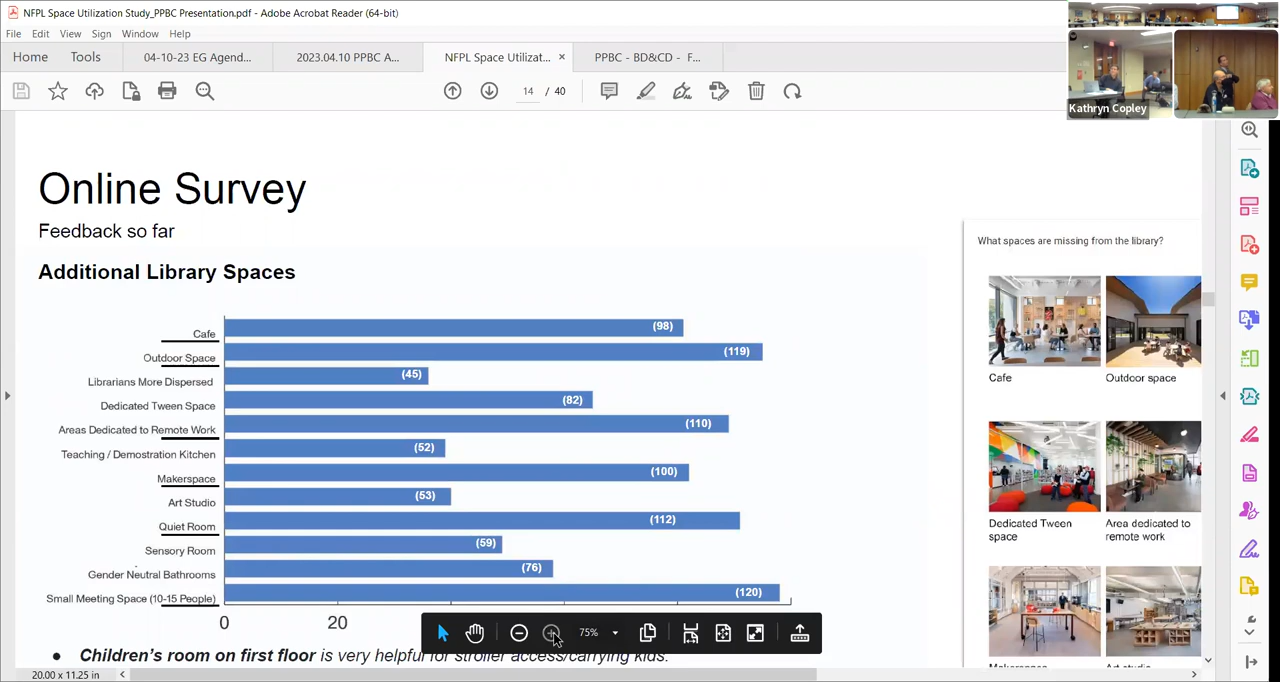 NFPL Space Utilization Study_PPBC Presentation.pdf - Adobe Acrobat Reader (64-bit)
File Edit View Sign Window Help
Home Tools 04-10-23 EG Agend... 2023.04.10 PPBC A... NFPL Space Utilizat... × PPBC - BD&CD - F...
14 / 40
Kathryn Copley
Online Survey
Feedback so far
Additional Library Spaces
Cafe (98)
Outdoor Space (119)
Librarians More Dispersed (45)
Dedicated Tween Space (82)
Areas Dedicated to Remote Work (110)
Teaching / Demostration Kitchen (52)
Makerspace (100)
Art Studio (53)
Quiet Room (112)
Sensory Room (59)
Gender Neutral Bathrooms (76)
Small Meeting Space (10-15 People) (120)
0 20
75%
• Children's room on first floor is very helpful for stroller access/carrying kids.
What spaces are missing from the library?
Cafe Outdoor space
Dedicated Tween space
Area dedicated to remote work
Makerspace Art studio
20.00 x 11.25 in